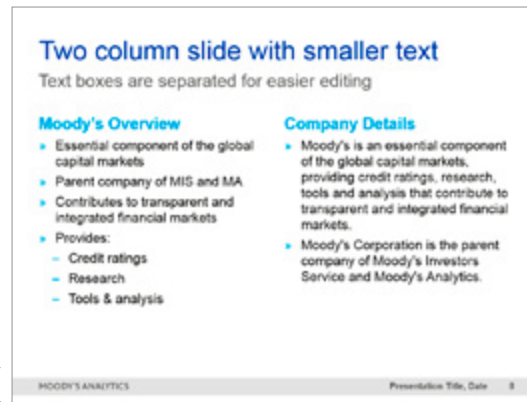 Two column slide with smaller text
Text boxes are separated for easier editing
Moody's Overview
» Essential component of the global
capital markets
» Parent company of MIS and MA
» Contributes to transparent and
integrated financial markets
» Provides:
– Credit ratings
– Research
– Tools & analysis
Company Details
» Moody's is an essential component
of the global capital markets,
providing credit ratings, research,
tools and analysis that contribute to
transparent and integrated financial
markets.
» Moody's Corporation is the parent
company of Moody's Investors
Service and Moody's Analytics.
MOODY'S ANALYTICS
Presentation Title, Date